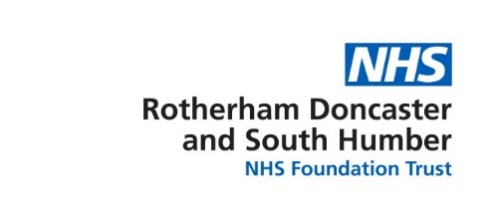 NHS
Rotherham Doncaster
and South Humber
NHS Foundation Trust